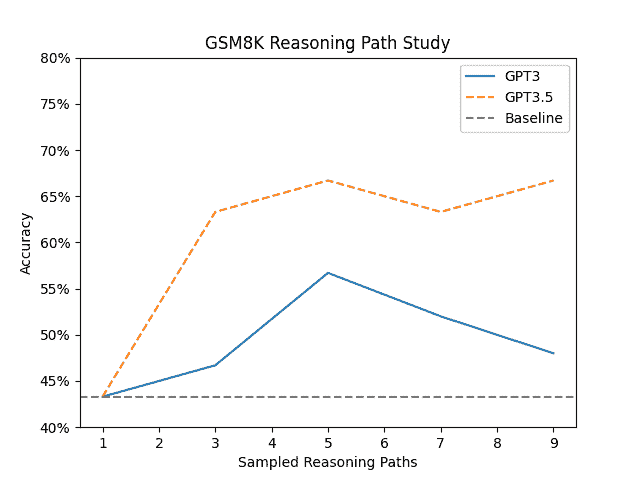 GSM8K Reasoning Path Study
80%
75%
70%
65%
60%
55%
50%
45%
40%
Accuracy
GPT3
GPT3.5
Baseline
1 2 3 4 5 6 7 8 9
Sampled Reasoning Paths